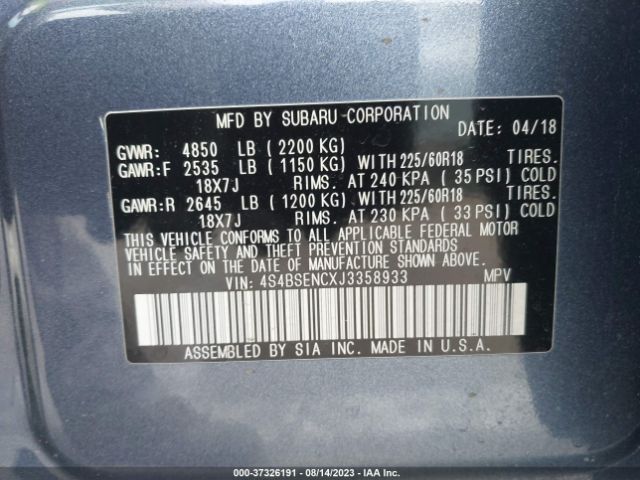 MFD BY SUBARU CORPORATION
DATE: 04/18
GVWR: 4850 LB (2200 KG)
GAWR:F 2535 LB (1150 KG) WITH 225/60R18 TIRES.
18X7J RIMS. AT 240 KPA (35 PSI) COLD
GAWR:R 2645 LB (1200 KG) WITH 225/60R18 TIRES.
18X7J RIMS. AT 230 KPA (33 PSI) COLD
THIS VEHICLE CONFORMS TO ALL APPLICABLE FEDERAL MOTOR
VEHICLE SAFETY AND THEFT PREVENTION STANDARDS
IN EFFECT ON THE DATE OF MANUFACTURE SHOWN ABOVE.
VIN: 4S4BSENCXJ3358933 MPV
ASSEMBLED BY SIA INC. MADE IN U.S.A.
000-37326191 - 08/14/2023 - IAAI.com